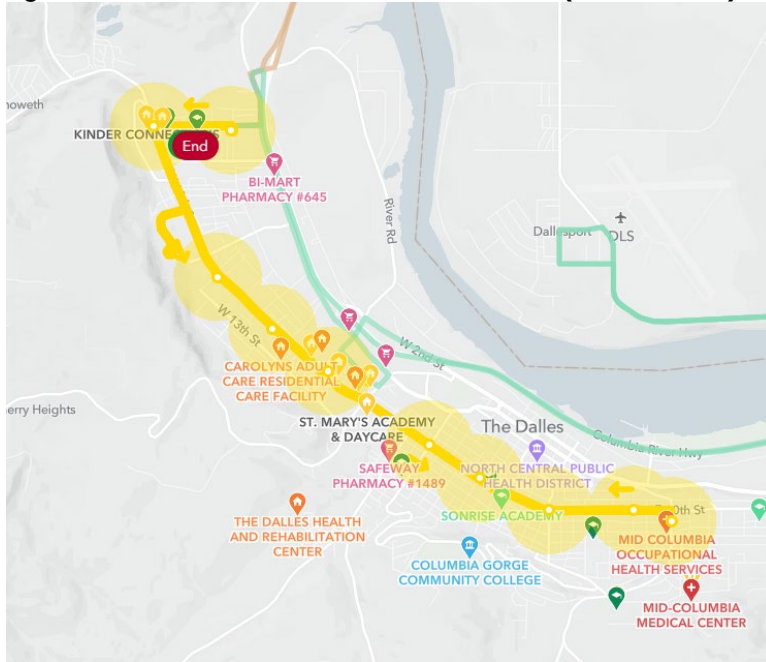 KINDER CONNE
End
BI-MART
PHARMACY #645
River Rd
Dallesport
DLS
W 13th St
W 2nd St
CAROLYNS ADULT
CARE RESIDENTIAL
CARE FACILITY
erry Heights
ST. MARY'S ACADEMY
& DAYCARE
The Dalles
Columbia River Hwy
SAFEWAY
PHARMACY #1489
NORTH CENTRAL PUBLIC
HEALTH DISTRICT
SONRISE ACADEMY
0th St
THE DALLES HEALTH
AND REHABILITATION
CENTER
COLUMBIA GORGE
COMMUNITY COLLEGE
MID COLUMBIA
OCCUPATIONAL
HEALTH SERVICES
MID-COLUMBIA
MEDICAL CENTER